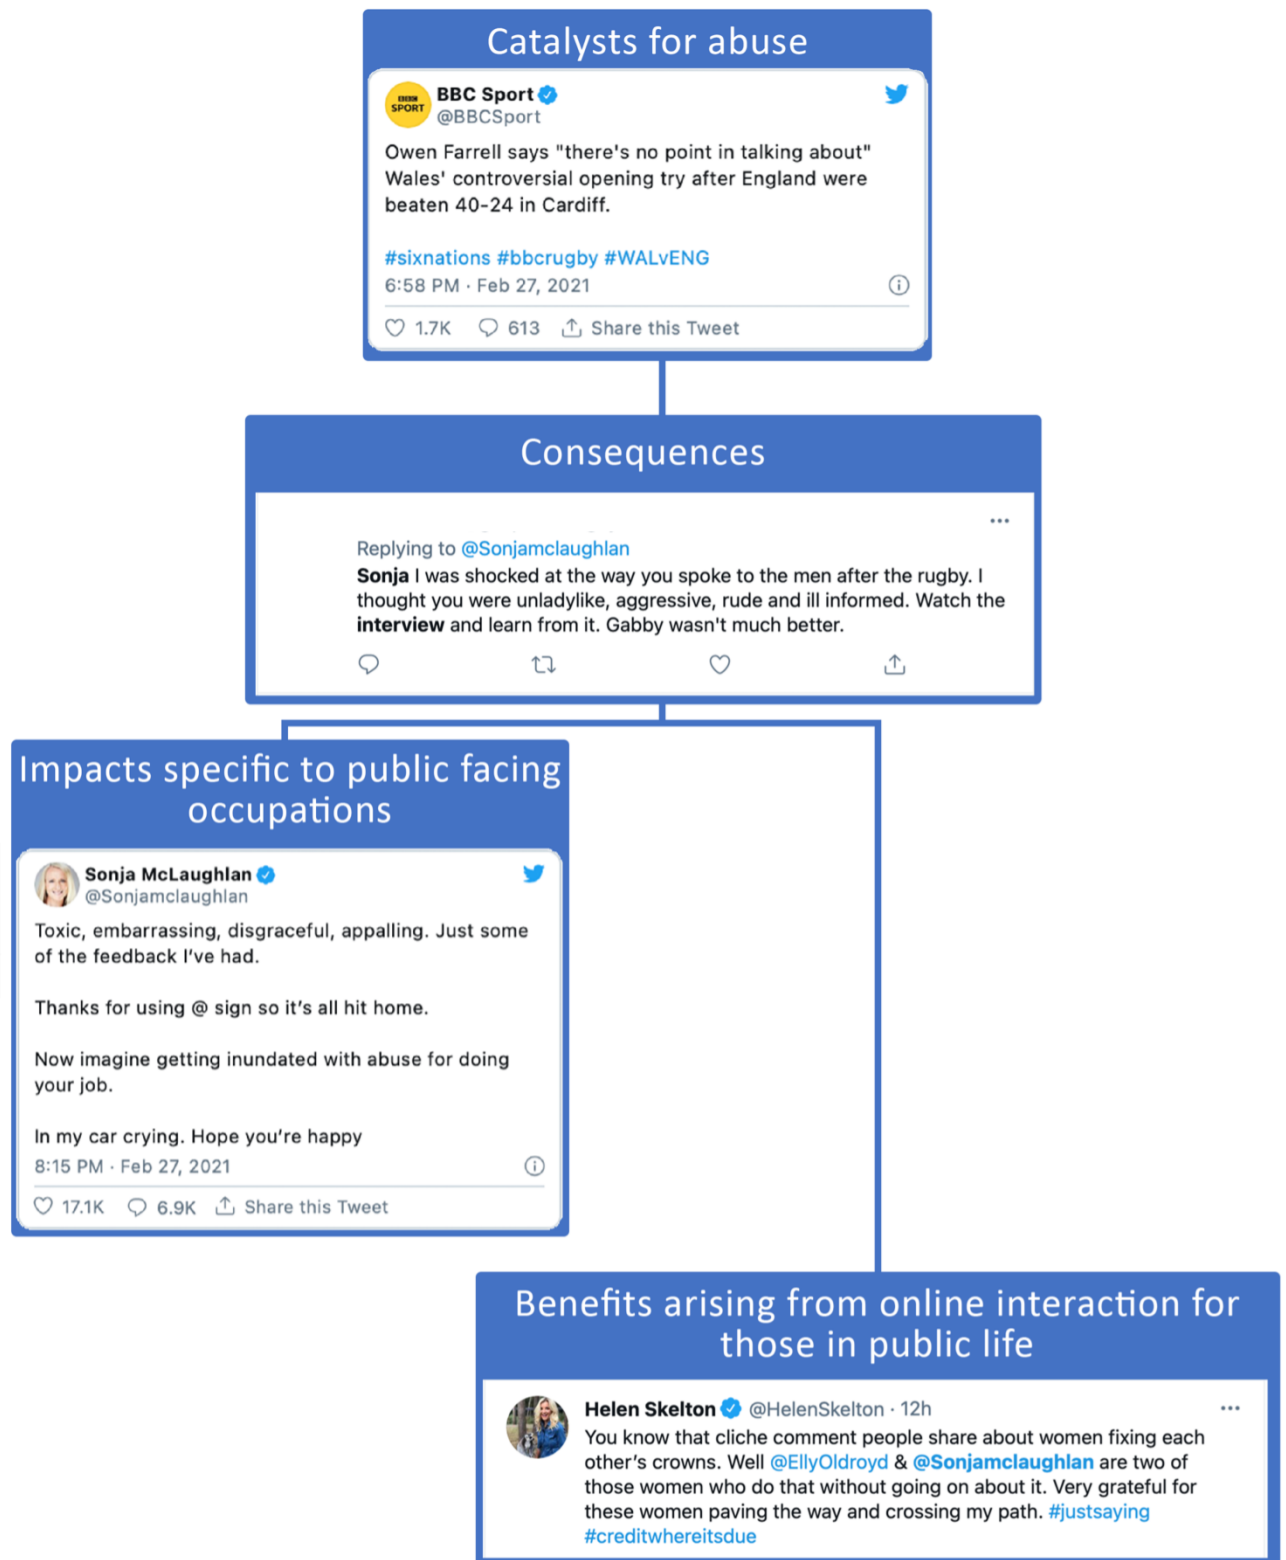 Catalysts for abuse
BBC
SPORT
BBC Sport
@BBCSport
Owen Farrell says "there's no point in talking about"
Wales' controversial opening try after England were
beaten 40-24 in Cardiff.
#sixnations #bbcrugby #WALvENG
6:58 PM · Feb 27, 2021
1.7K 613 Share this Tweet
Consequences
Replying to @Sonjamclaughlan
Sonja I was shocked at the way you spoke to the men after the rugby. I
thought you were unladylike, aggressive, rude and ill informed. Watch the
interview and learn from it. Gabby wasn't much better.
Impacts specific to public facing
occupations
Sonja McLaughlan
@Sonjamclaughlan
Toxic, embarrassing, disgraceful, appalling. Just some
of the feedback I've had.
Thanks for using @ sign so it's all hit home.
Now imagine getting inundated with abuse for doing
your job.
In my car crying. Hope you're happy
8:15 PM · Feb 27, 2021
17.1K 6.9K Share this Tweet
Benefits arising from online interaction for
those in public life
Helen Skelton @HelenSkelton · 12h
You know that cliche comment people share about women fixing each
other's crowns. Well @EllyOldroyd & @Sonjamclaughlan are two of
those women who do that without going on about it. Very grateful for
these women paving the way and crossing my path. #justsaying
#creditwhereitsdue